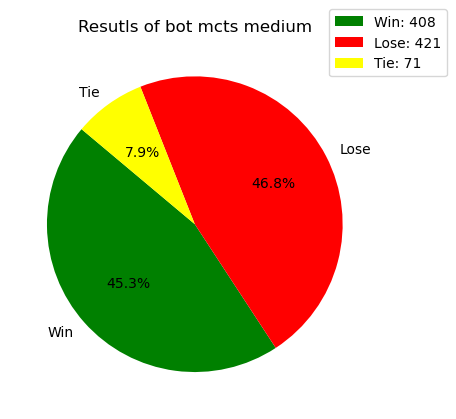 Resutls of bot mcts medium
Win: 408
Lose: 421
Tie: 71
Tie
7.9%
Lose
46.8%
45.3%
Win